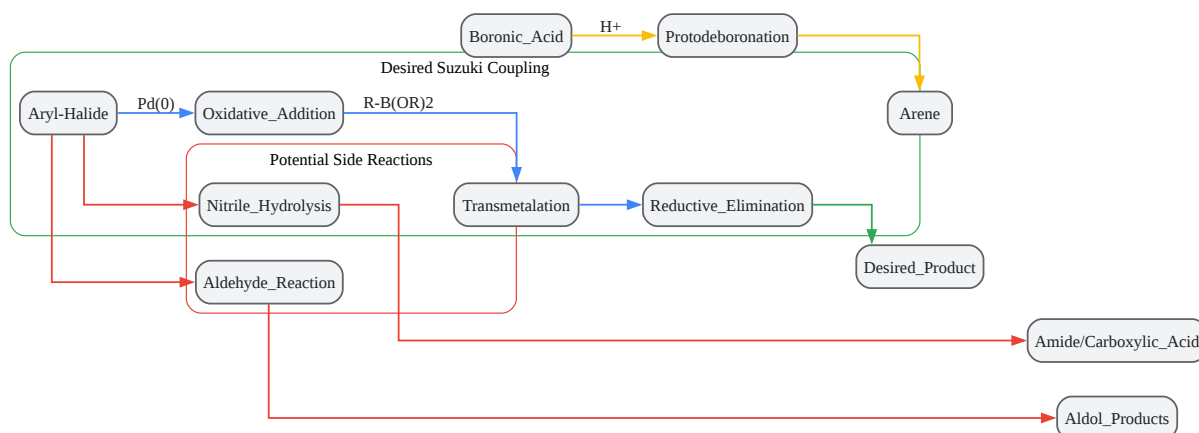 Boronic_Acid
H+
Protodeboronation
Desired Suzuki Coupling
Aryl-Halide
Pd(0)
Oxidative_Addition
R-B(OR)2
Arene
Potential Side Reactions
Nitrile_Hydrolysis
Transmetalation
Reductive_Elimination
Aldehyde_Reaction
Desired_Product
Amide/Carboxylic_Acid
Aldol_Products